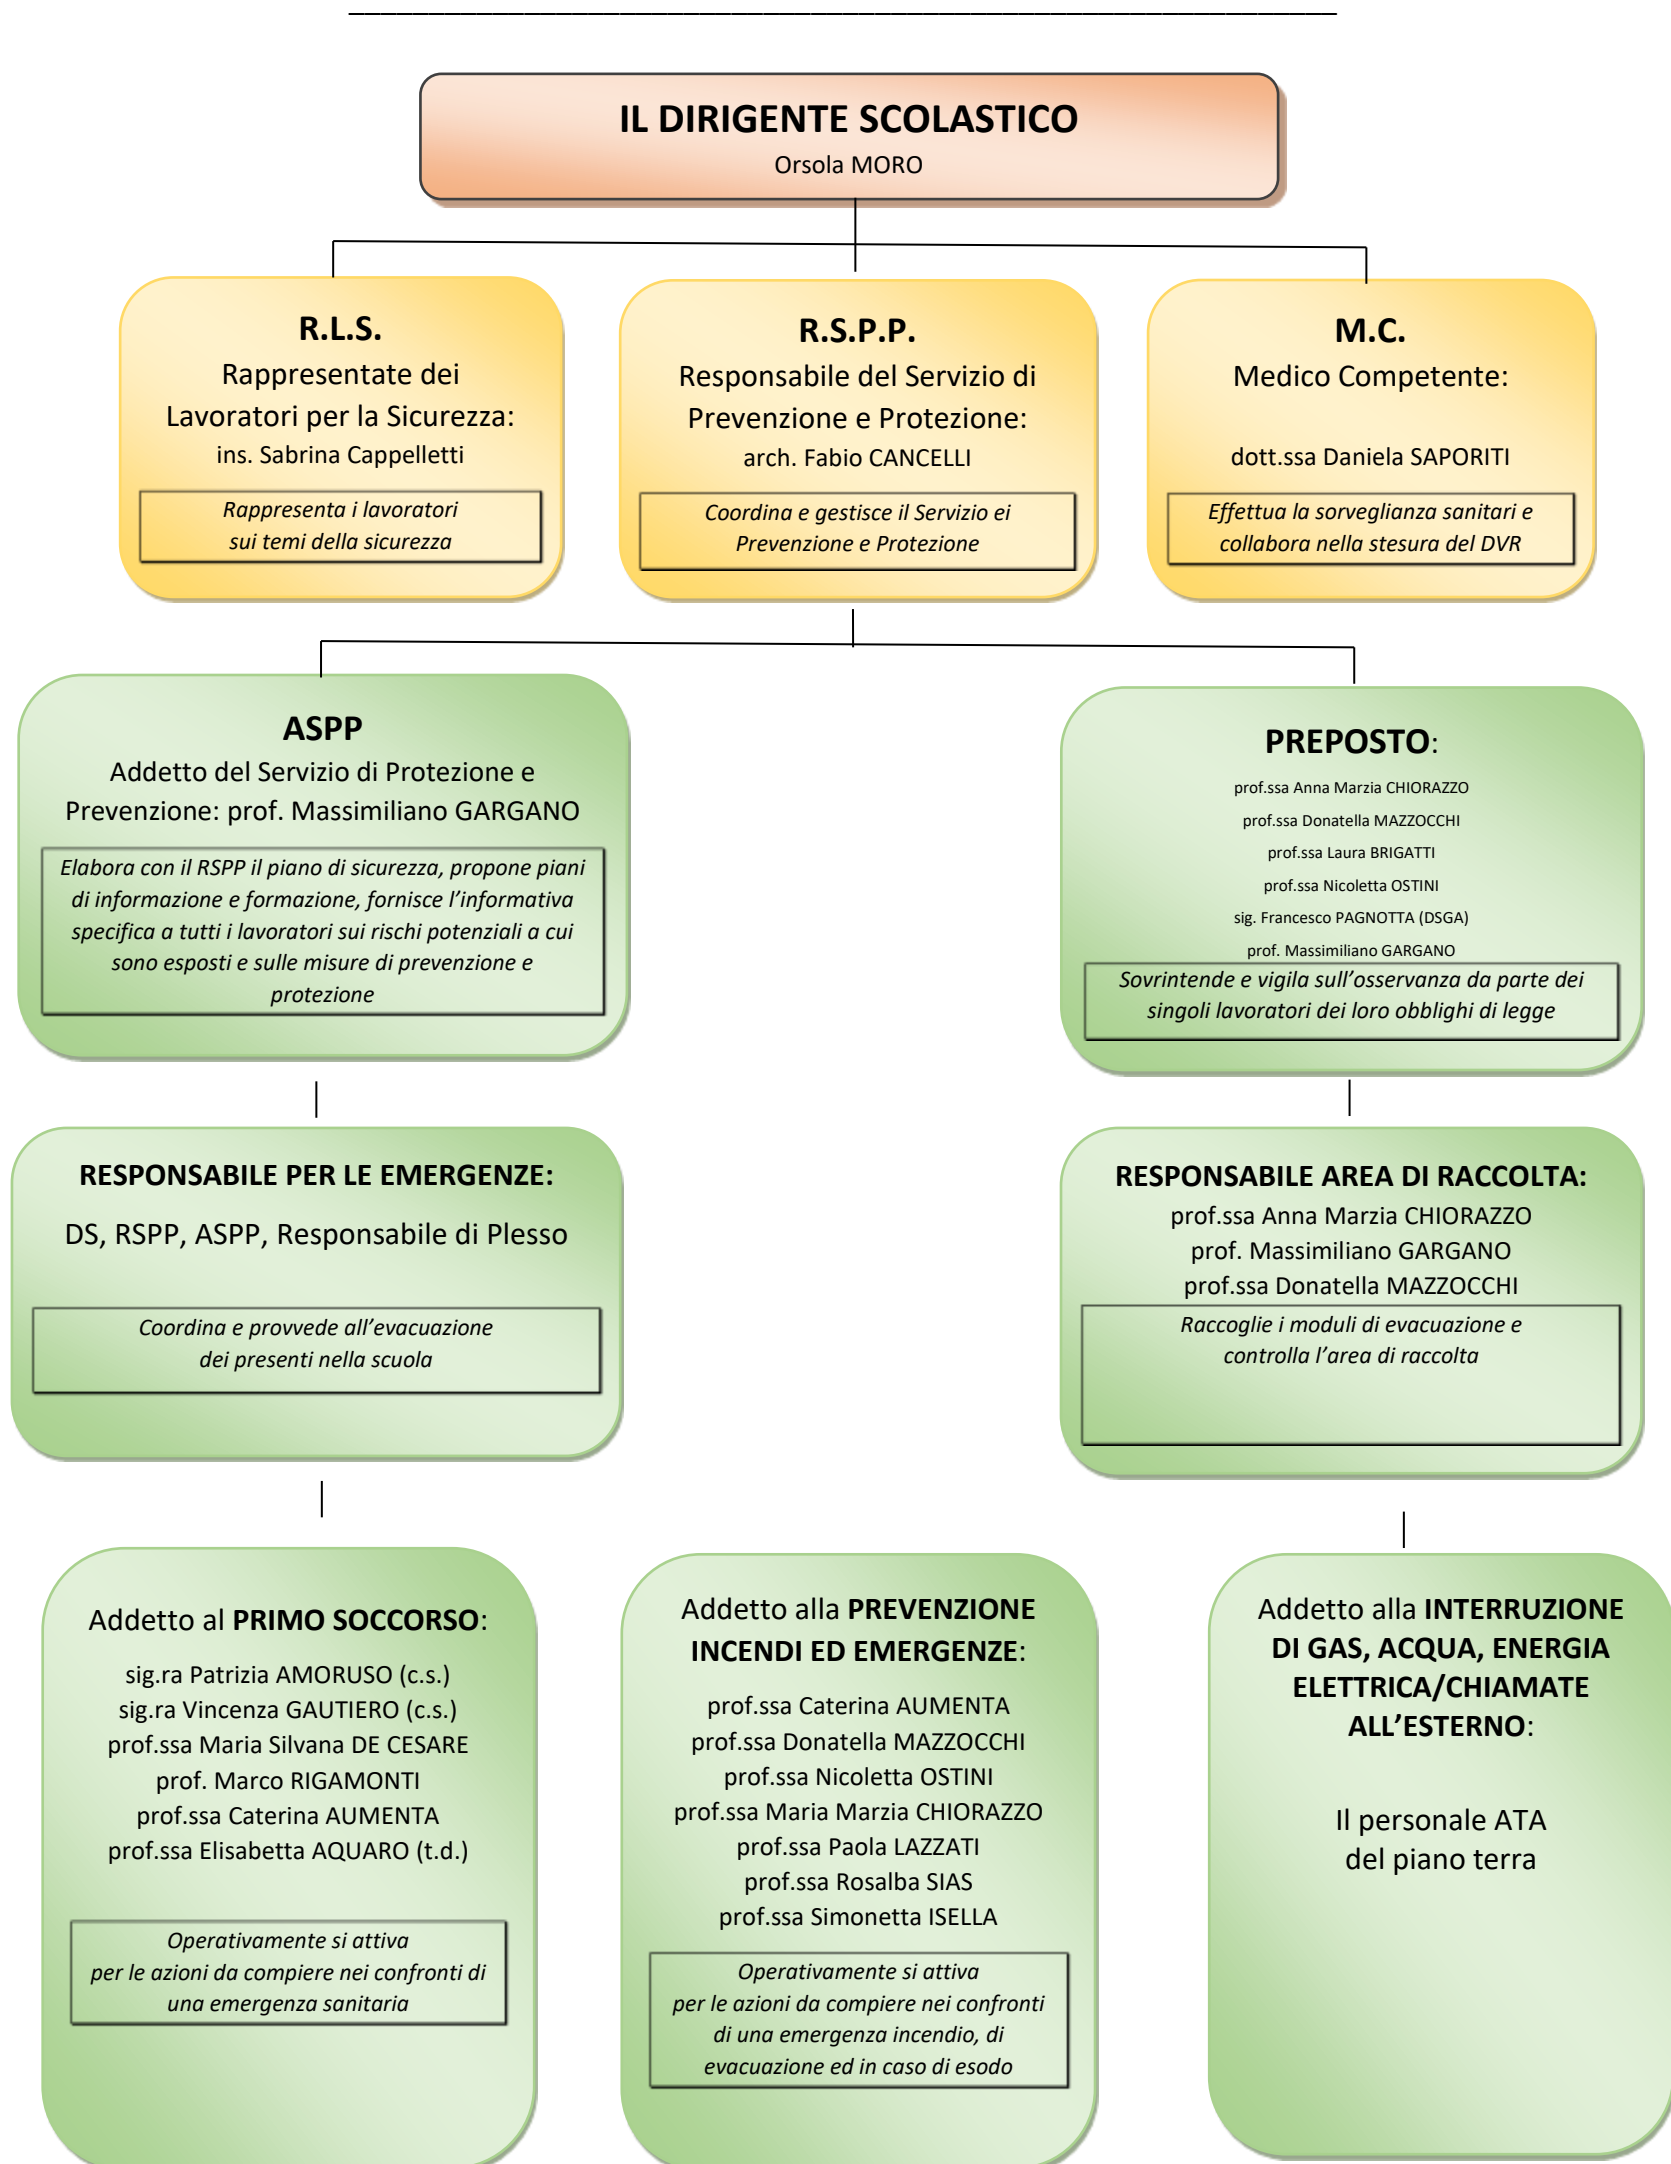 IL DIRIGENTE SCOLASTICO
Orsola MORO
R.L.S.
Rappresentate dei
Lavoratori per la Sicurezza:
ins. Sabrina Cappelletti
Rappresenta i lavoratori
sui temi della sicurezza
R.S.P.P.
Responsabile del Servizio di
Prevenzione e Protezione:
arch. Fabio CANCELLI
Coordina e gestisce il Servizio ei
Prevenzione e Protezione
M.C.
Medico Competente:
dott.ssa Daniela SAPORITI
Effettua la sorveglianza sanitari e
collabora nella stesura del DVR
ASPP
Addetto del Servizio di Protezione e
Prevenzione: prof. Massimiliano GARGANO
Elabora con il RSPP il piano di sicurezza, propone piani
di informazione e formazione, fornisce l’informativa
specifica a tutti i lavoratori sui rischi potenziali a cui
sono esposti e sulle misure di prevenzione e
protezione
PREPOSTO:
prof.ssa Anna Marzia CHIORAZZO
prof.ssa Donatella MAZZOCCHI
prof.ssa Laura BRIGATTI
prof.ssa Nicoletta OSTINI
sig. Francesco PAGNOTTA (DSGA)
prof. Massimiliano GARGANO
Sovrintende e vigila sull’osservanza da parte dei
singoli lavoratori dei loro obblighi di legge
RESPONSABILE PER LE EMERGENZE:
DS, RSPP, ASPP, Responsabile di Plesso
Coordina e provvede all’evacuazione
dei presenti nella scuola
RESPONSABILE AREA DI RACCOLTA:
prof.ssa Anna Marzia CHIORAZZO
prof. Massimiliano GARGANO
prof.ssa Donatella MAZZOCCHI
Raccoglie i moduli di evacuazione e
controlla l’area di raccolta
Addetto al PRIMO SOCCORSO:
sig.ra Patrizia AMORUSO (c.s.)
sig.ra Vincenza GAUTIERO (c.s.)
prof.ssa Maria Silvana DE CESARE
prof. Marco RIGAMONTI
prof.ssa Caterina AUMENTA
prof.ssa Elisabetta AQUARO (t.d.)
Operativamente si attiva
per le azioni da compiere nei confronti di
una emergenza sanitaria
Addetto alla PREVENZIONE
INCENDI ED EMERGENZE:
prof.ssa Caterina AUMENTA
prof.ssa Donatella MAZZOCCHI
prof.ssa Nicoletta OSTINI
prof.ssa Maria Marzia CHIORAZZO
prof.ssa Paola LAZZATI
prof.ssa Rosalba SIAS
prof.ssa Simonetta ISELLA
Operativamente si attiva
per le azioni da compiere nei confronti
di una emergenza incendio, di
evacuazione ed in caso di esodo
Addetto alla INTERRUZIONE
DI GAS, ACQUA, ENERGIA
ELETTRICA/CHIAMATE
ALL’ESTERNO:
Il personale ATA
del piano terra